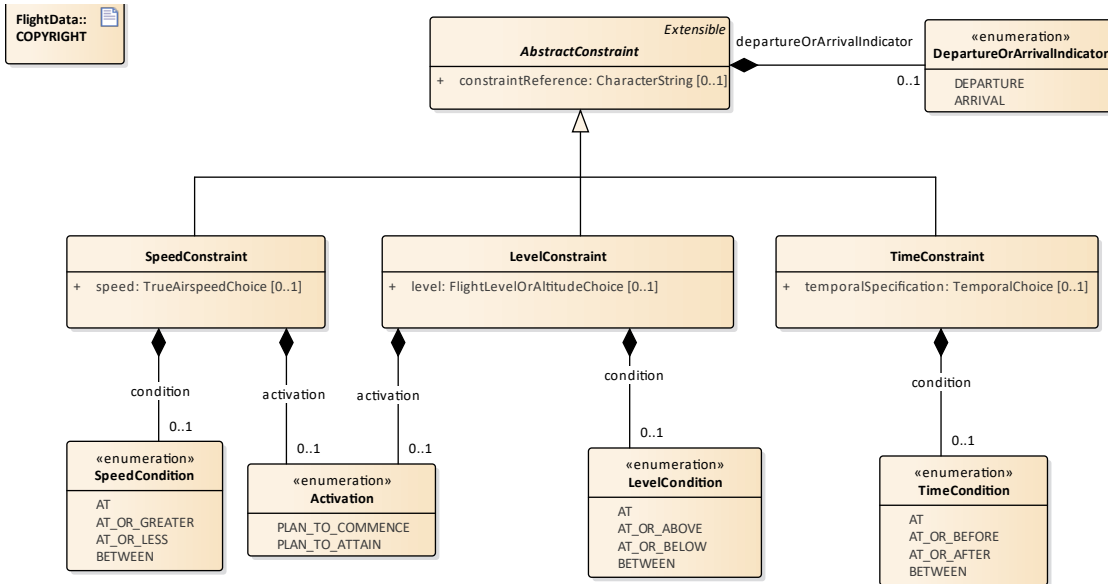 FlightData::
COPYRIGHT
Extensible
AbstractConstraint
+ constraintReference: CharacterString [0..1]
departureOrArrivalIndicator
0..1
«enumeration»
DepartureOrArrivalIndicator
DEPARTURE
ARRIVAL
SpeedConstraint
+ speed: TrueAirspeedChoice [0..1]
LevelConstraint
+ level: FlightLevelOrAltitudeChoice [0..1]
TimeConstraint
+ temporalSpecification: TemporalChoice [0..1]
condition
0..1
activation
0..1
activation
0..1
condition
0..1
condition
0..1
«enumeration»
SpeedCondition
AT
AT_OR_GREATER
AT_OR_LESS
BETWEEN
«enumeration»
Activation
PLAN_TO_COMMENCE
PLAN_TO_ATTAIN
«enumeration»
LevelCondition
AT
AT_OR_ABOVE
AT_OR_BELOW
BETWEEN
«enumeration»
TimeCondition
AT
AT_OR_BEFORE
AT_OR_AFTER
BETWEEN